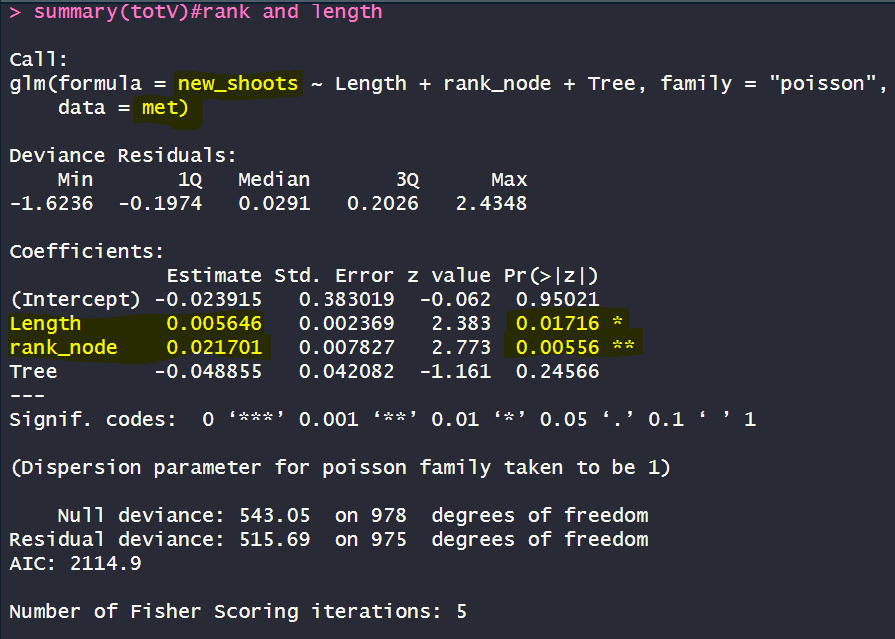 > summary(totV)#rank and length
Call:
glm(formula = new_shoots ~ Length + rank_node + Tree, family = "poisson",
    data = met)
Deviance Residuals:
    Min       1Q   Median       3Q      Max
-1.6236  -0.1974   0.0291   0.2026   2.4348
Coefficients:
             Estimate Std. Error z value Pr(>|z|)
(Intercept) -0.023915   0.383019  -0.062  0.95021
Length       0.005646   0.002369   2.383  0.01716 *
rank_node    0.021701   0.007827   2.773  0.00556 **
Tree        -0.048855   0.042082  -1.161  0.24566
---
Signif. codes:  0 ‘***’ 0.001 ‘**’ 0.01 ‘*’ 0.05 ‘.’ 0.1 ‘ ’ 1
(Dispersion parameter for poisson family taken to be 1)
    Null deviance: 543.05  on 978  degrees of freedom
Residual deviance: 515.69  on 975  degrees of freedom
AIC: 2114.9
Number of Fisher Scoring iterations: 5